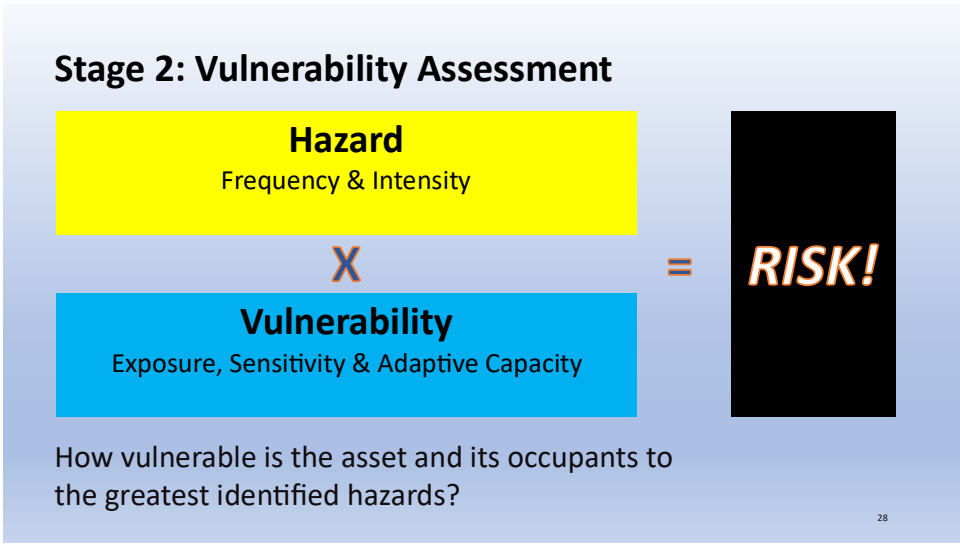 Stage 2: Vulnerability Assessment
Hazard
Frequency & Intensity
X
=
RISK!
Vulnerability
Exposure, Sensitivity & Adaptive Capacity
How vulnerable is the asset and its occupants to
the greatest identified hazards?
28